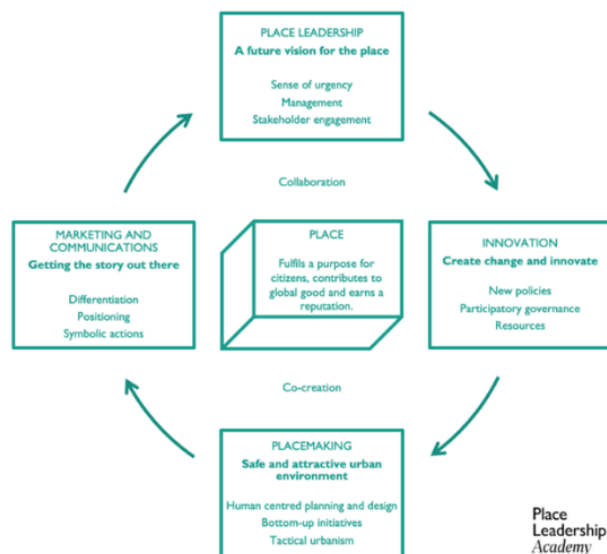 PLACE LEADERSHIP
A future vision for the place
Sense of urgency
Management
Stakeholder engagement
Collaboration
MARKETING AND
COMMUNICATIONS
Getting the story out there
Differentiation
Positioning
Symbolic actions
PLACE
Fulfils a purpose for
citizens, contributes to
global good and earns a
reputation.
INNOVATION
Create change and innovate
New policies
Participatory governance
Resources
Co-creation
PLACEMAKING
Safe and attractive urban
environment
Human centred planning and design
Bottom-up initiatives
Tactical urbanism
Place
Leadership
Academy